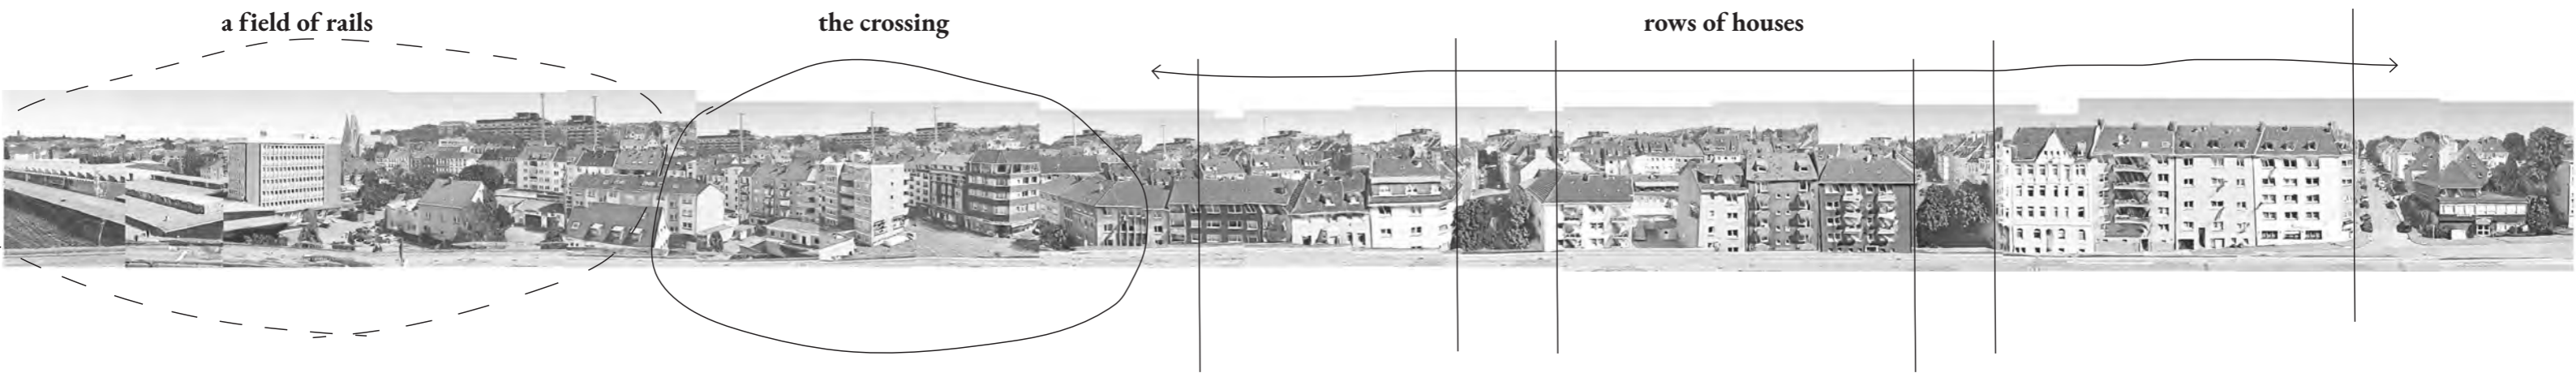 a field of rails
the crossing
rows of houses